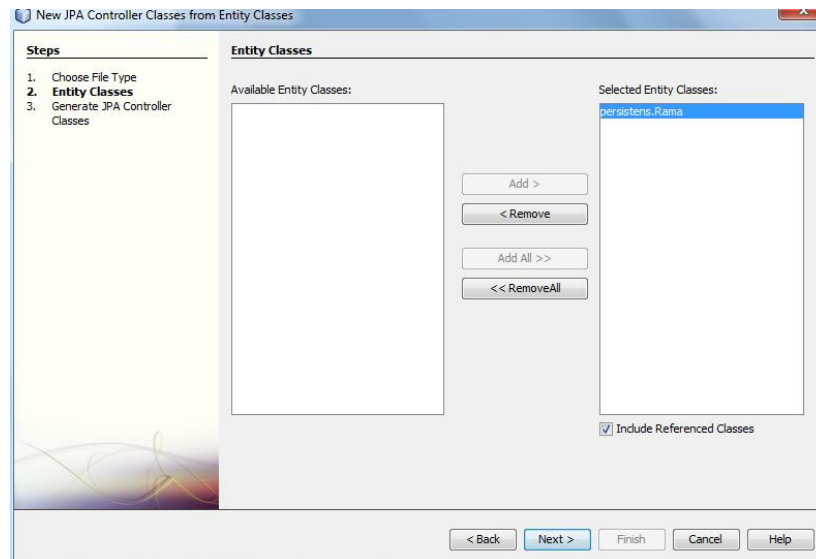 New JPA Controller Classes from Entity Classes
Steps
1. Choose File Type
2. Entity Classes
3. Generate JPA Controller
Classes
Entity Classes
Available Entity Classes:
Selected Entity Classes:
persistens.Rama
Add >
< Remove
Add All >>
<< RemoveAll
Include Referenced Classes
< Back
Next >
Finish
Cancel
Help